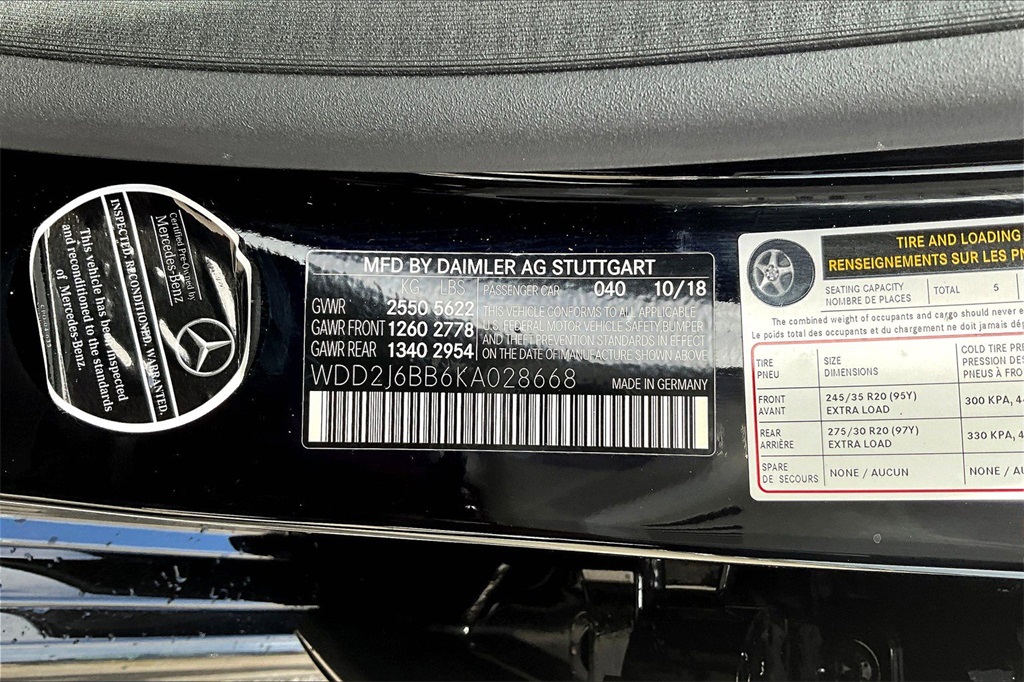 Certified Pre-Owned by
Mercedes-Benz
INSPECTED. RECONDITIONED. WARRANTED.
This vehicle has been inspected
and reconditioned to the standards
of Mercedes-Benz.
MFD BY DAIMLER AG STUTTGART
KG LBS PASSENGER CAR 040 10/18
GVWR 2550 5622 THIS VEHICLE CONFORMS TO ALL APPLICABLE
GAWR FRONT 1260 2778 U.S. FEDERAL MOTOR VEHICLE SAFETY, BUMPER
AND THEFT PREVENTION STANDARDS IN EFFECT
GAWR REAR 1340 2954 ON THE DATE OF MANUFACTURE SHOWN ABOVE
WDD2J6BB6KA028668 MADE IN GERMANY
TIRE AND LOADING
RENSEIGNEMENTS SUR LES PN
SEATING CAPACITY
NOMBRE DE PLACES
TOTAL 5
The combined weight of occupants and cargo should never e
Le poids total des occupants et du chargement ne doit jamais dép
TIRE
PNEU
SIZE
DIMENSIONS
COLD TIRE PRE
PRESSION DES
PNEUS À FRO
FRONT
AVANT
245/35 R20 (95Y)
EXTRA LOAD
300 KPA, 4
REAR
ARRIÈRE
275/30 R20 (97Y)
EXTRA LOAD
330 KPA, 4
SPARE
DE SECOURS
NONE / AUCUN
NONE / AU